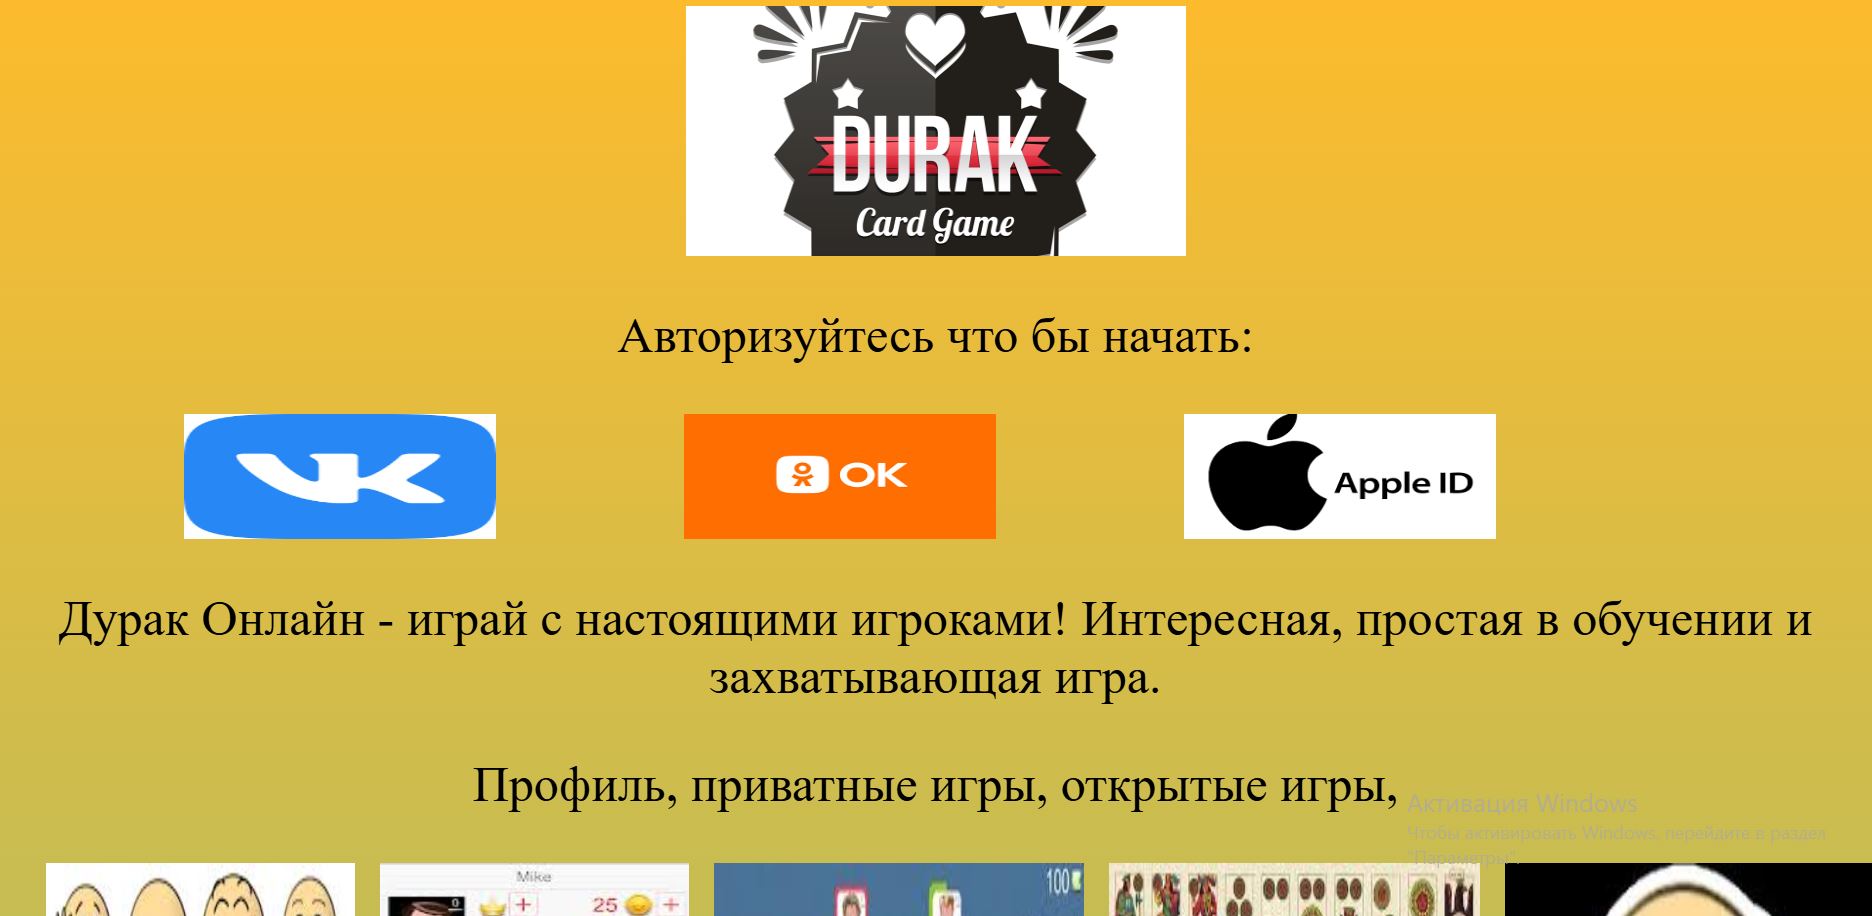 DURAK
Card Game
Авторизуйтесь что бы начать:
OK
Apple ID
Дурак Онлайн - играй с настоящими игроками! Интересная, простая в обучении и
захватывающая игра.
Профиль, приватные игры, открытые игры,
Активация Windows
Чтобы активировать Windows, перейдите в раздел
"Параметры".
Mike
0
25
100